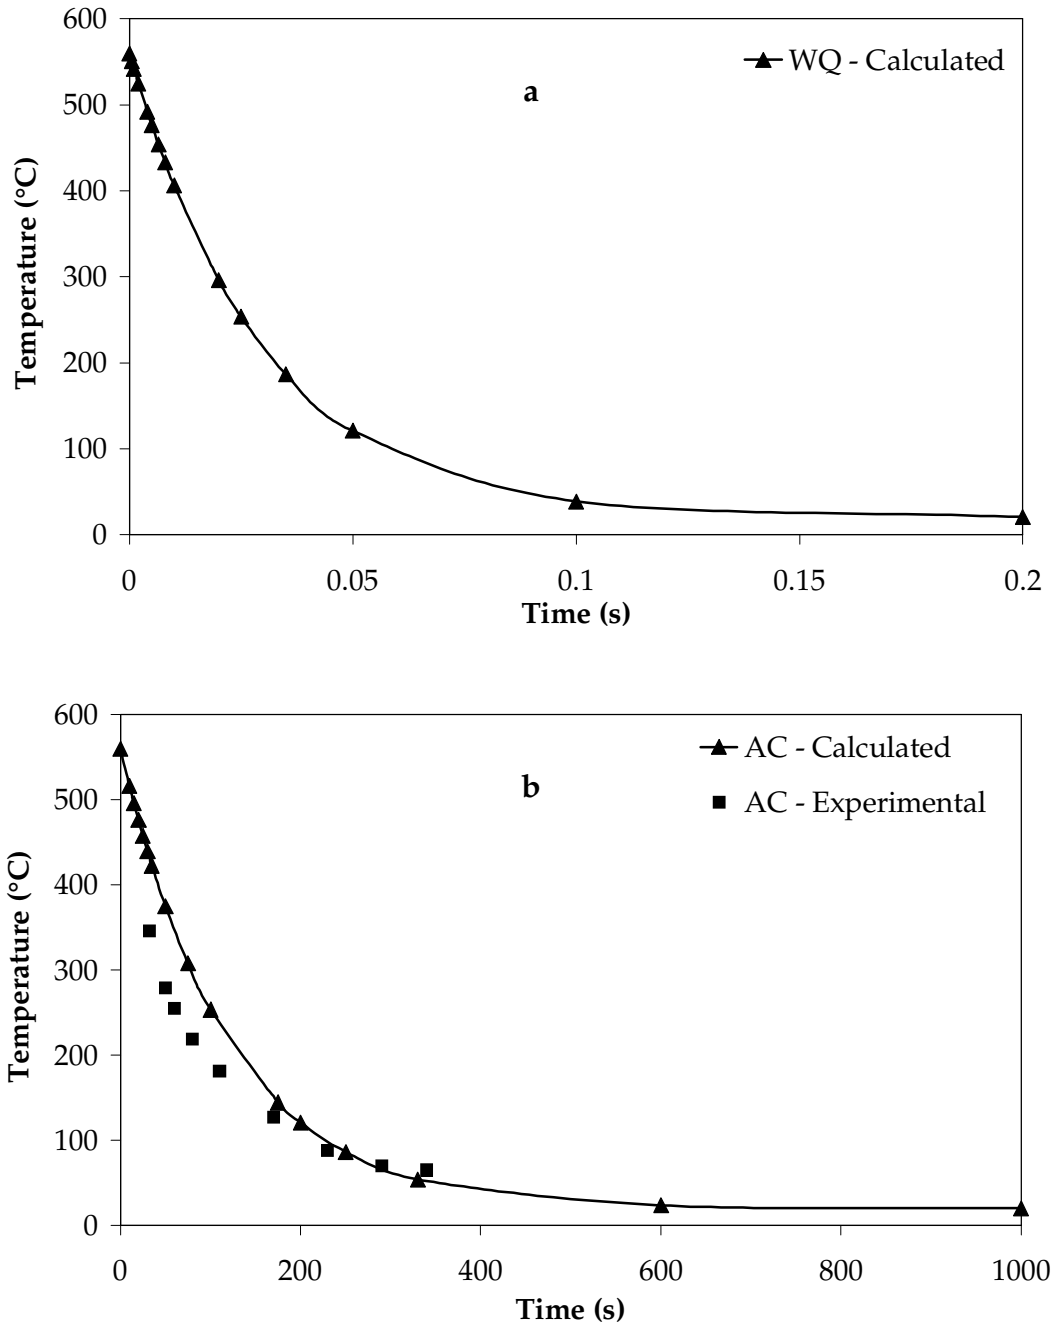 600
WQ - Calculated
a
500
400
300
200
100
0
Temperature (°C)
0 0.05 0.1 0.15 0.2
Time (s)
600
AC - Calculated
b
AC - Experimental
500
400
300
200
100
0
Temperature (°C)
0 200 400 600 800 1000
Time (s)